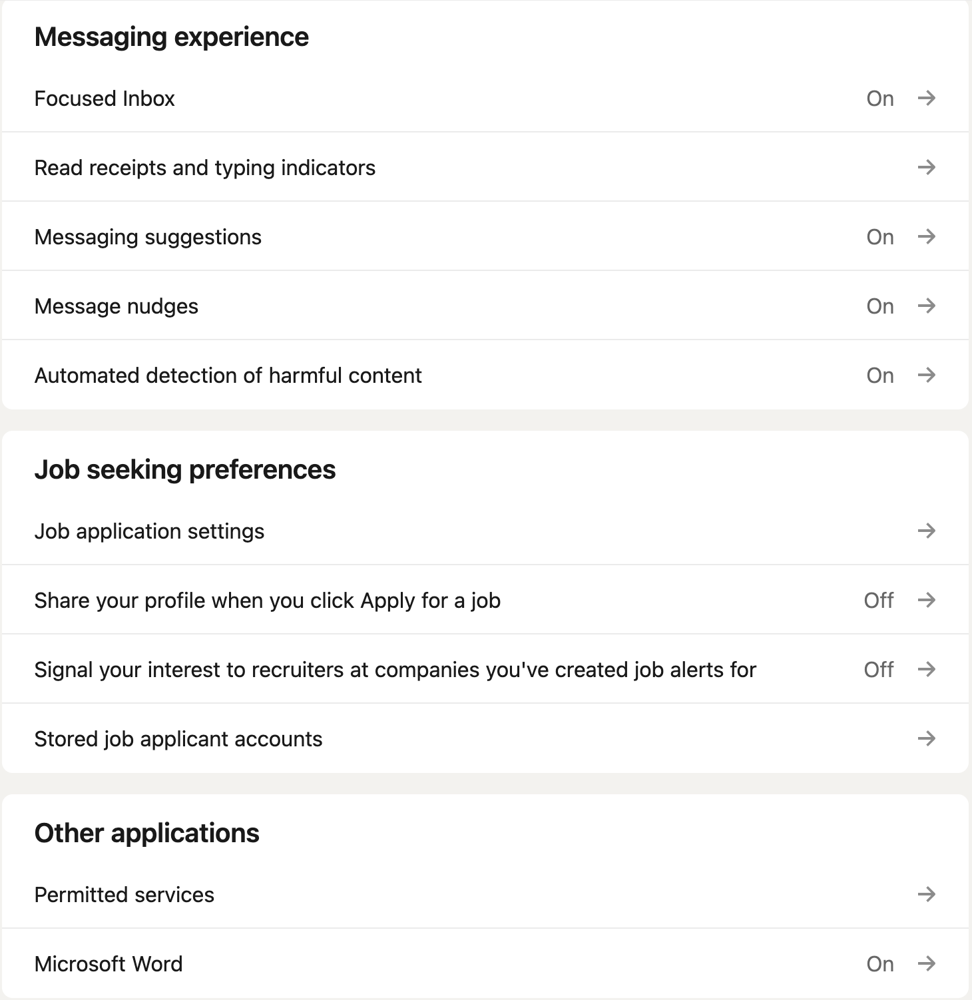 Messaging experience
Focused Inbox On
Read receipts and typing indicators
Messaging suggestions On
Message nudges On
Automated detection of harmful content On
Job seeking preferences
Job application settings
Share your profile when you click Apply for a job Off
Signal your interest to recruiters at companies you've created job alerts for Off
Stored job applicant accounts
Other applications
Permitted services
Microsoft Word On